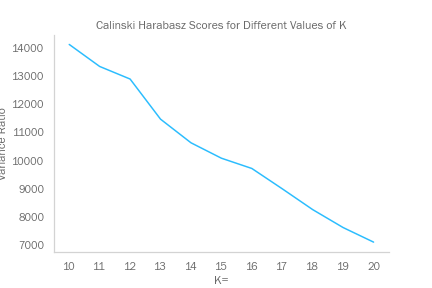 Calinski Harabasz Scores for Different Values of K
Variance Ratio
14000
13000
12000
11000
10000
9000
8000
7000
10 11 12 13 14 15 16 17 18 19 20
K=